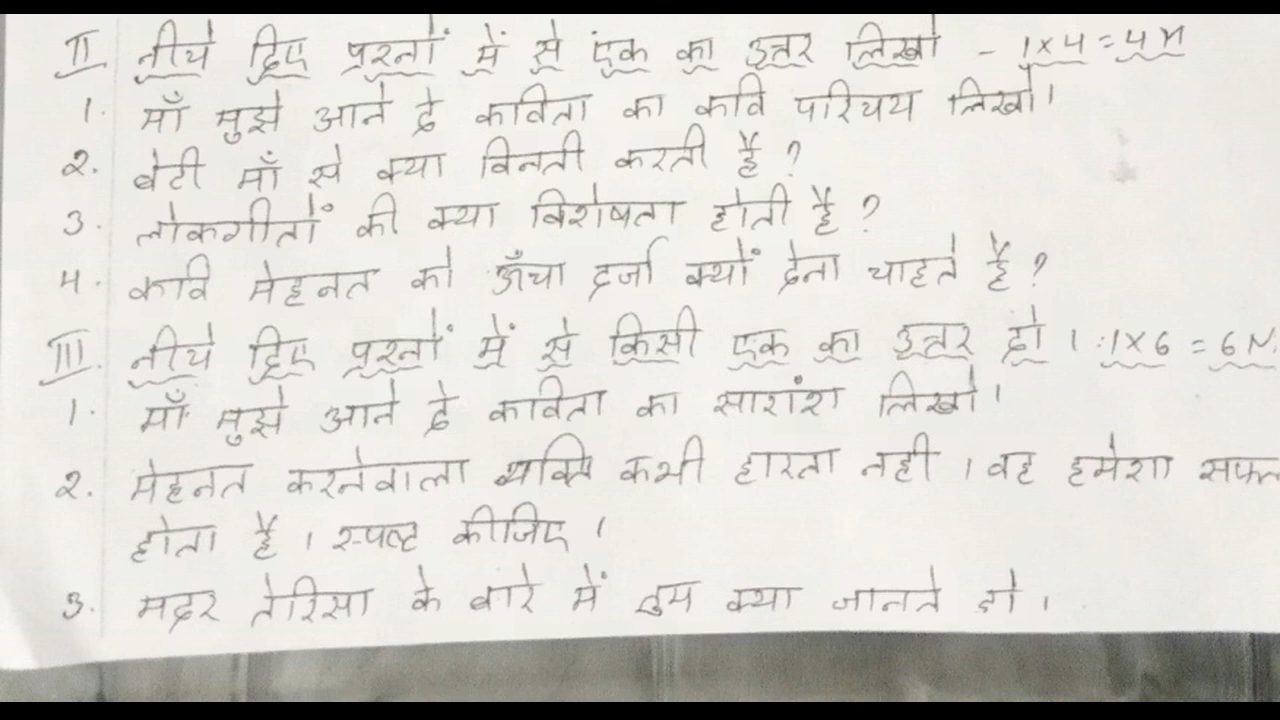 II नीचे दिए प्रश्नों में से एक का उत्तर लिखो - 1×4=4M
1. माँ मुझे आने दे कविता का कवि परिचय लिखो।
2. बेटी माँ से क्या विनती करती है ?
3. लोकगीतों की क्या विशेषता होती है ?
4. कवि मेहनत को ऊँचा दर्जा क्यों देना चाहते है ?
III. नीचे दिए प्रश्नों में से किसी एक का उत्तर दो । 1×6 = 6M.
1. माँ मुझे आने दे कविता का सारांश लिखो।
2. मेहनत करनेवाला व्यक्ति कभी हारता नही । वह हमेशा सफल
होता है । स्पष्ट कीजिए ।
3. मदर तेरिसा के बारे में तुम क्या जानते हो ।